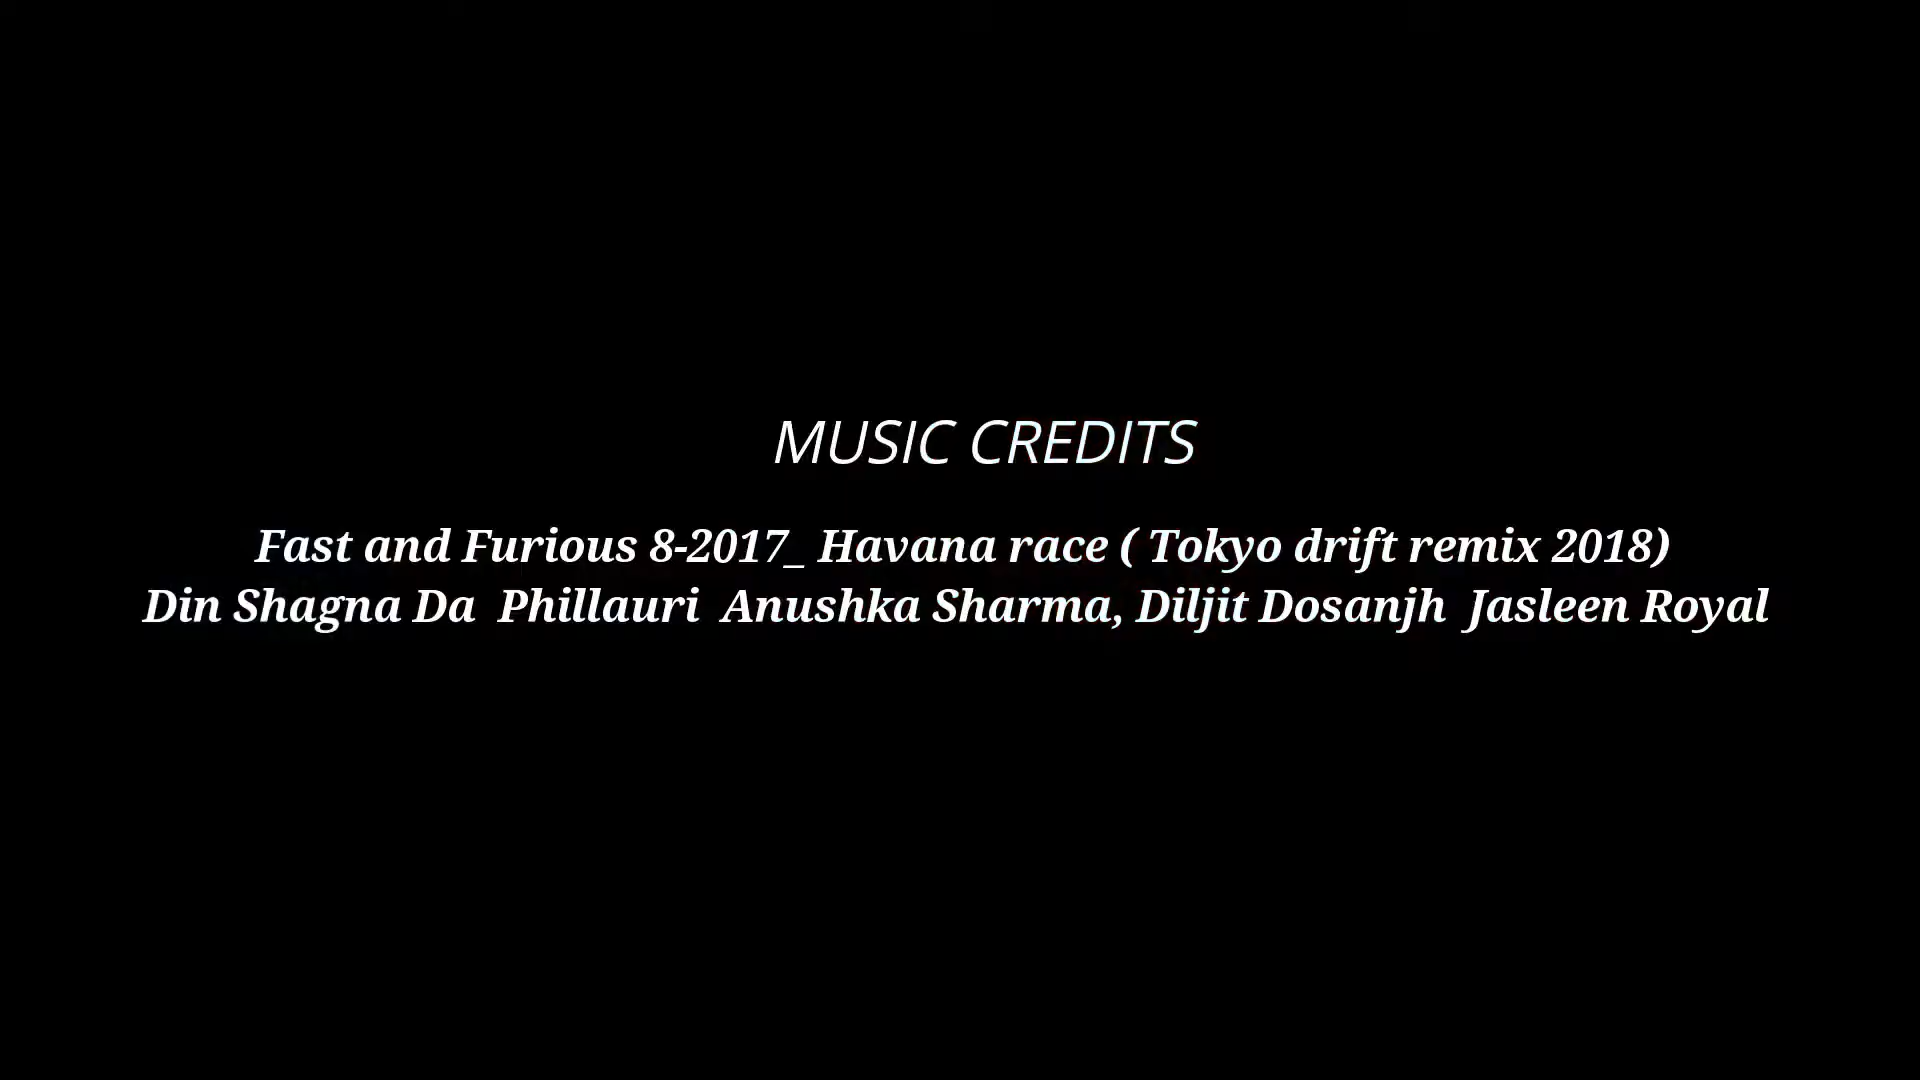 MUSIC CREDITS
Fast and Furious 8-2017_ Havana race ( Tokyo drift remix 2018)
Din Shagna Da  Phillauri  Anushka Sharma, Diljit Dosanjh  Jasleen Royal